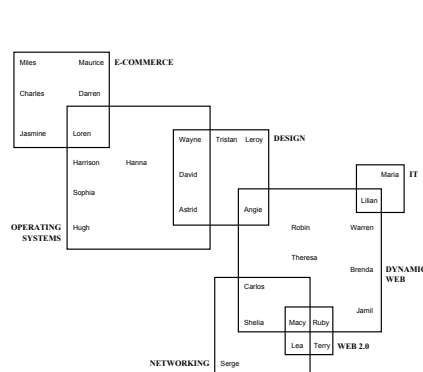 Miles Maurice E-COMMERCE
Charles Darren
Jasmine Loren
Wayne Tristan Leroy DESIGN
Harrison Hanna
David
Maria IT
Sophia
Lilian
Astrid Angie
OPERATING Hugh
SYSTEMS
Robin Warren
Theresa
Brenda DYNAMIC
WEB
Carlos
Jamil
Shelia Macy Ruby
Lea Terry WEB 2.0
NETWORKING Serge